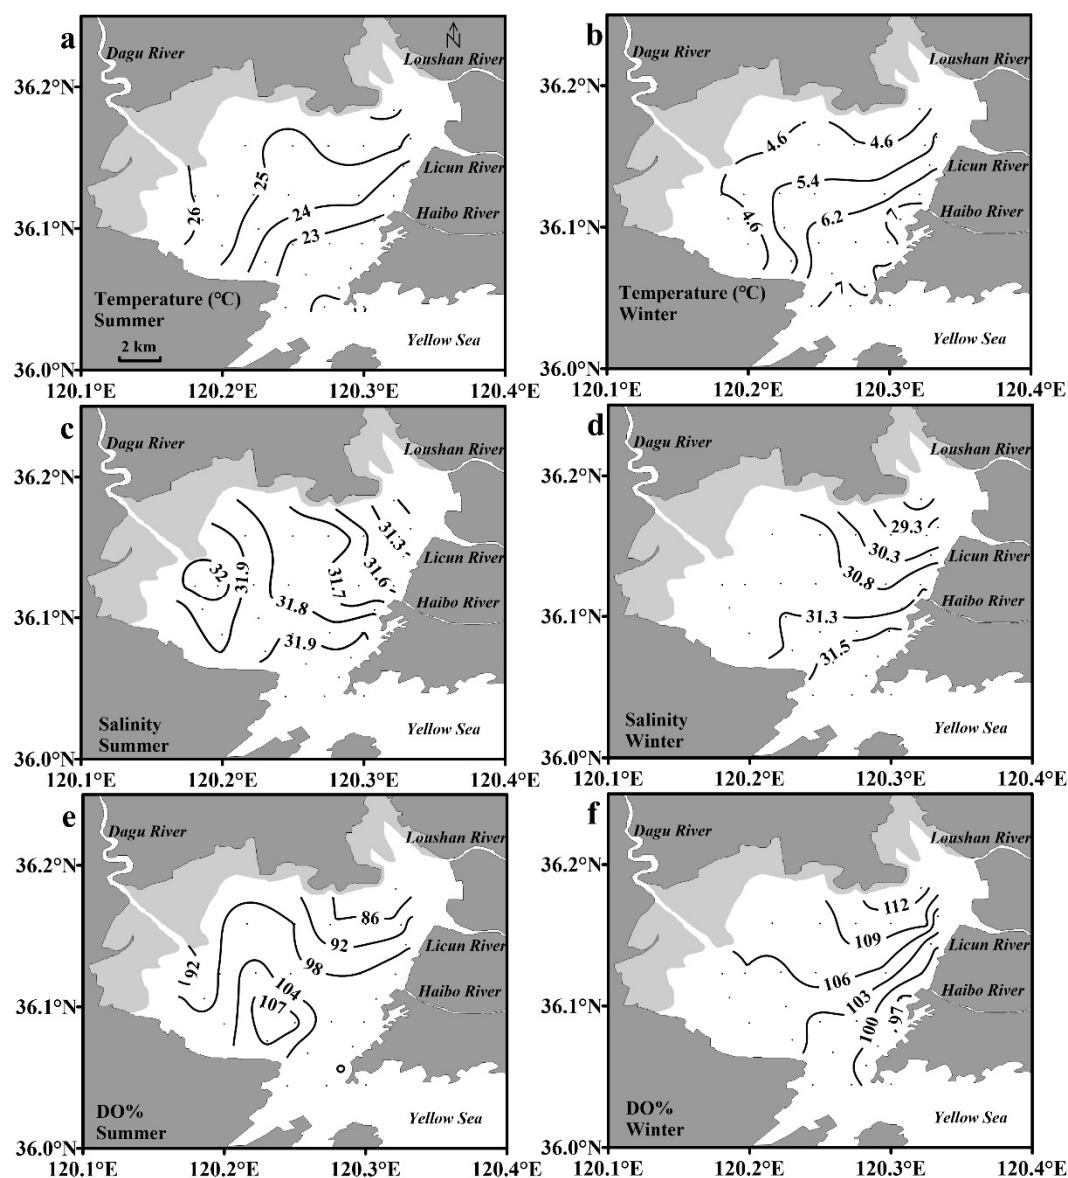 a
N
Dagu River
Loushan River
36.2°N
26
25
24
23
Licun River
Haibo River
36.1°N
Temperature (°C)
Summer
2 km
Yellow Sea
36.0°N
120.1°E
120.2°E
120.3°E
120.4°E
b
Dagu River
Loushan River
36.2°N
4.6
4.6
5.4
4.6
6.2
7
7
Licun River
Haibo River
36.1°N
Temperature (°C)
Winter
Yellow Sea
36.0°N
120.1°E
120.2°E
120.3°E
120.4°E
c
Dagu River
Loushan River
36.2°N
31.3
32
31.9
31.7
31.6
31.8
31.9
Licun River
Haibo River
36.1°N
Salinity
Summer
Yellow Sea
36.0°N
120.1°E
120.2°E
120.3°E
120.4°E
d
Dagu River
Loushan River
36.2°N
29.3
30.3
30.8
31.3
31.5
Licun River
Haibo River
36.1°N
Salinity
Winter
Yellow Sea
36.0°N
120.1°E
120.2°E
120.3°E
120.4°E
e
Dagu River
Loushan River
36.2°N
86
92
92
98
104
107
Licun River
Haibo River
36.1°N
DO%
Summer
Yellow Sea
36.0°N
120.1°E
120.2°E
120.3°E
120.4°E
f
Dagu River
Loushan River
36.2°N
112
109
106
103
100
97
Licun River
Haibo River
36.1°N
DO%
Winter
Yellow Sea
36.0°N
120.1°E
120.2°E
120.3°E
120.4°E